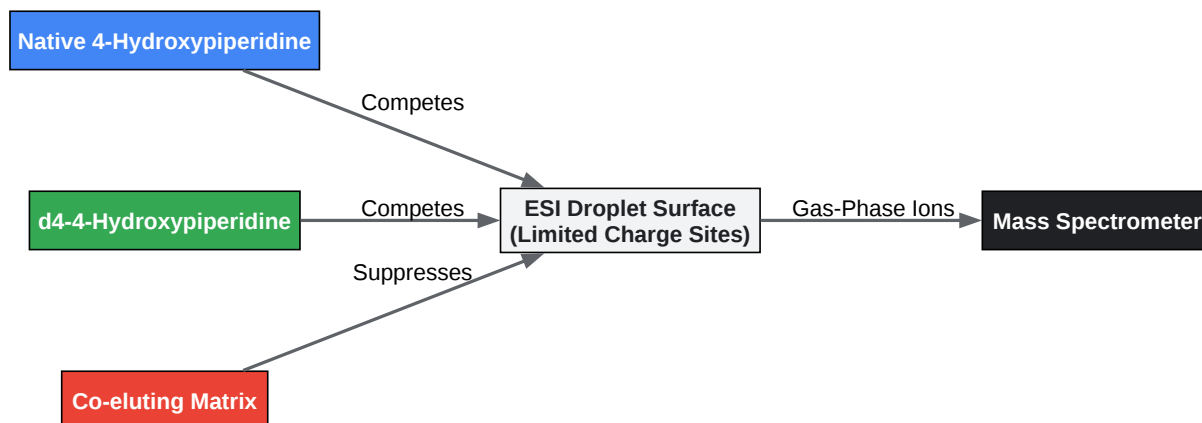 Native 4-Hydroxypiperidine
Competes
d4-4-Hydroxypiperidine
Competes
ESI Droplet Surface
(Limited Charge Sites)
Gas-Phase Ions
Mass Spectrometer
Suppresses
Co-eluting Matrix